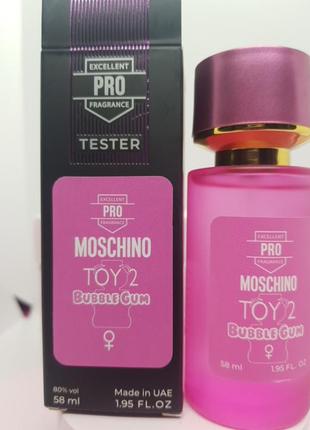 EXCELLENT
PRO
FRAGRANCE
TESTER
EXCELLENT
PRO
FRAGRANCE
MOSCHINO
TOY 2
BUBBLE GUM
80% vol
58 ml
Made in UAE
1.95 FL.OZ
EXCELLENT
PRO
FRAGRANCE
MOSCHINO
TOY 2
BUBBLE GUM
58 ml
1.95 FL.OZ